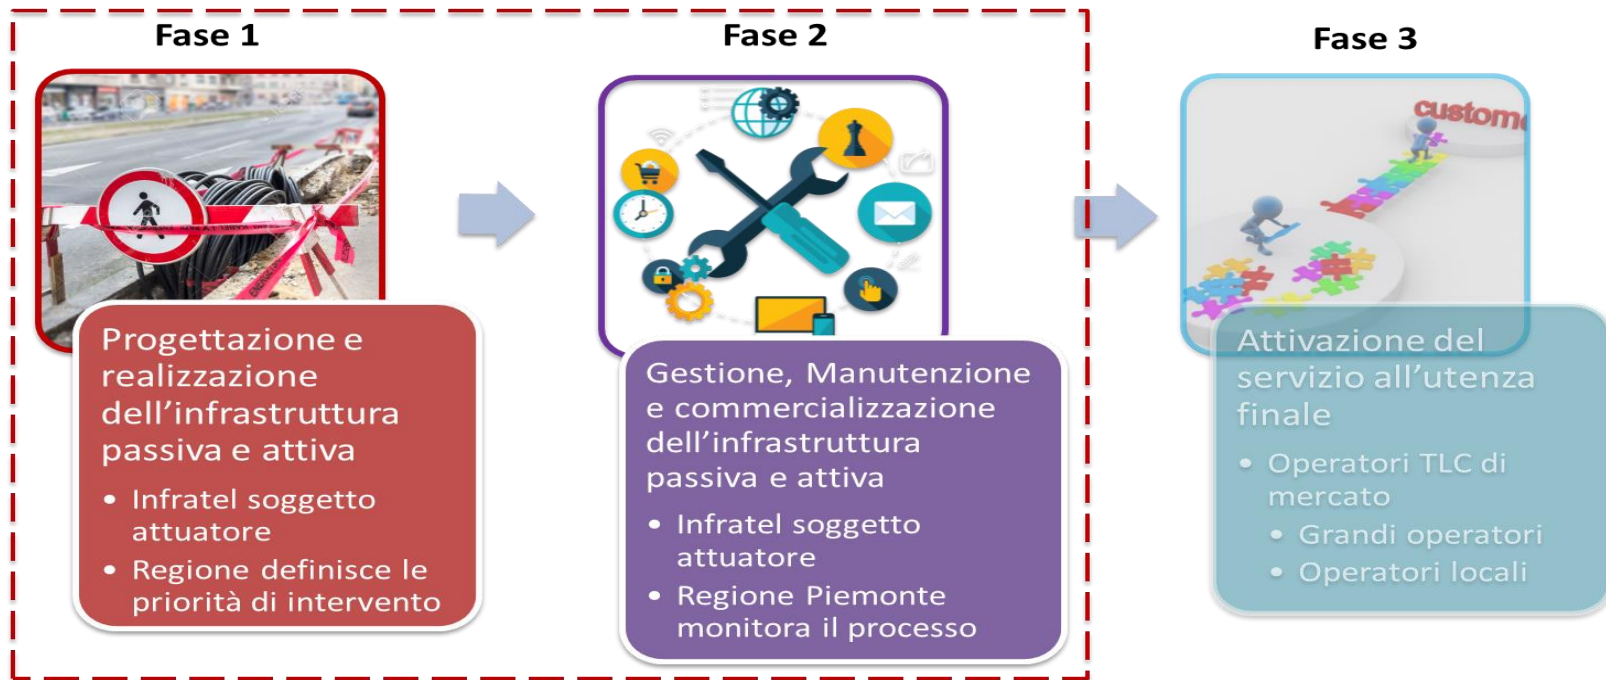 Fase 1
Progettazione e
realizzazione
dell’infrastruttura
passiva e attiva
• Infratel soggetto
attuatore
• Regione definisce le
priorità di intervento
Fase 2
Gestione, Manutenzione
e commercializzazione
dell’infrastruttura
passiva e attiva
• Infratel soggetto
attuatore
• Regione Piemonte
monitora il processo
Fase 3
custom
Attivazione del
servizio all’utenza
finale
• Operatori TLC di
mercato
• Grandi operatori
• Operatori locali